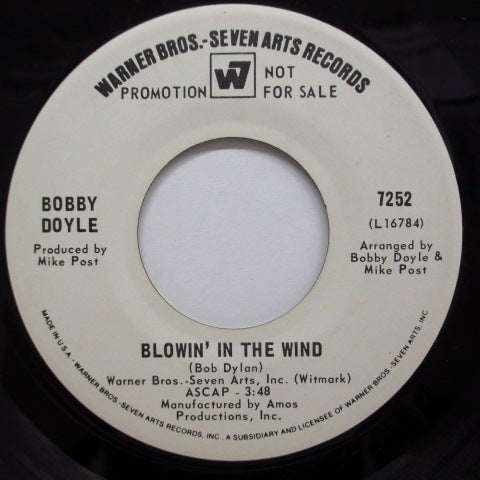 WARNER BROS.-SEVEN ARTS RECORDS
PROMOTION W7 NOT
FOR SALE
BOBBY
DOYLE
Produced by
Mike Post
7252
(L16784)
Arranged by
Bobby Doyle &
Mike Post
BLOWIN' IN THE WIND
(Bob Dylan)
Warner Bros.-Seven Arts, Inc. (Witmark)
ASCAP - 3:48
Manufactured by Amos
Productions, Inc.
MADE IN U.S.A. - WARNER BROS.-SEVEN ARTS RECORDS, INC., A SUBSIDIARY AND LICENSEE OF WARNER BROS.-SEVEN ARTS, INC.